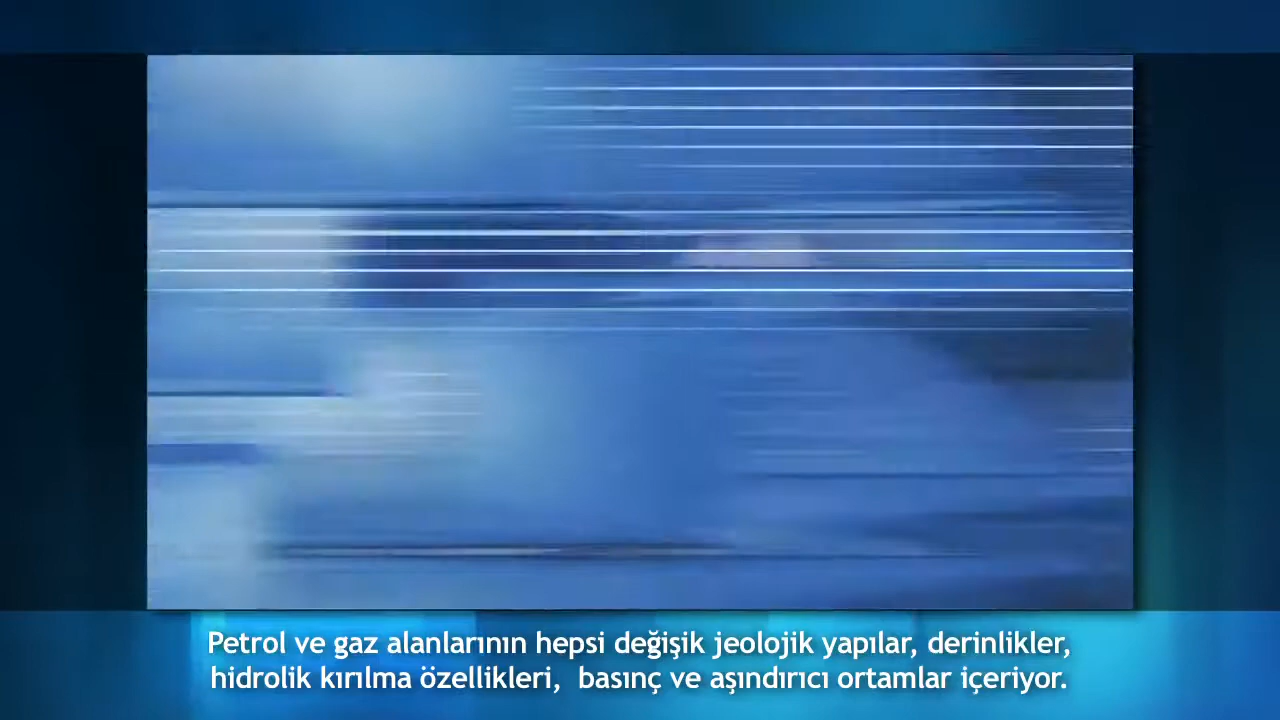 Petrol ve gaz alanlarının hepsi değişik jeolojik yapılar, derinlikler,
hidrolik kırılma özellikleri,  basınç ve aşındırıcı ortamlar içeriyor.